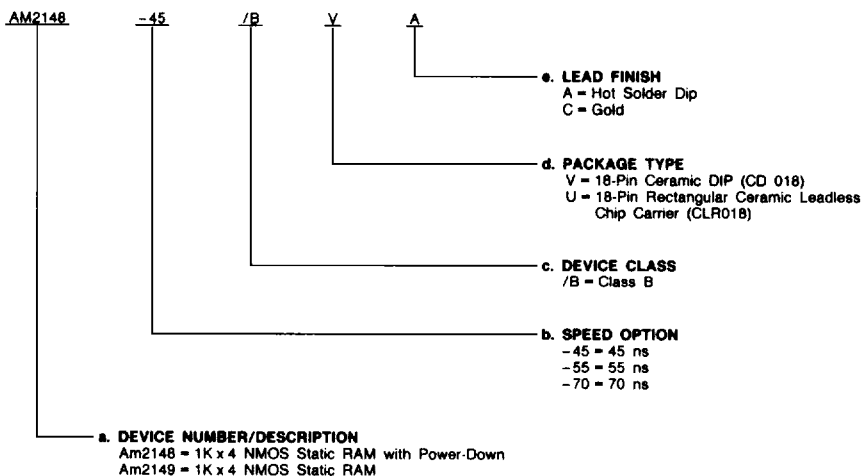 AM2148 -45 /B V A
e. LEAD FINISH
A = Hot Solder Dip
C = Gold
d. PACKAGE TYPE
V = 18-Pin Ceramic DIP (CD 018)
U = 18-Pin Rectangular Ceramic Leadless
Chip Carrier (CLR018)
c. DEVICE CLASS
/B = Class B
b. SPEED OPTION
-45 = 45 ns
-55 = 55 ns
-70 = 70 ns
a. DEVICE NUMBER/DESCRIPTION
Am2148 = 1K x 4 NMOS Static RAM with Power-Down
Am2149 = 1K x 4 NMOS Static RAM